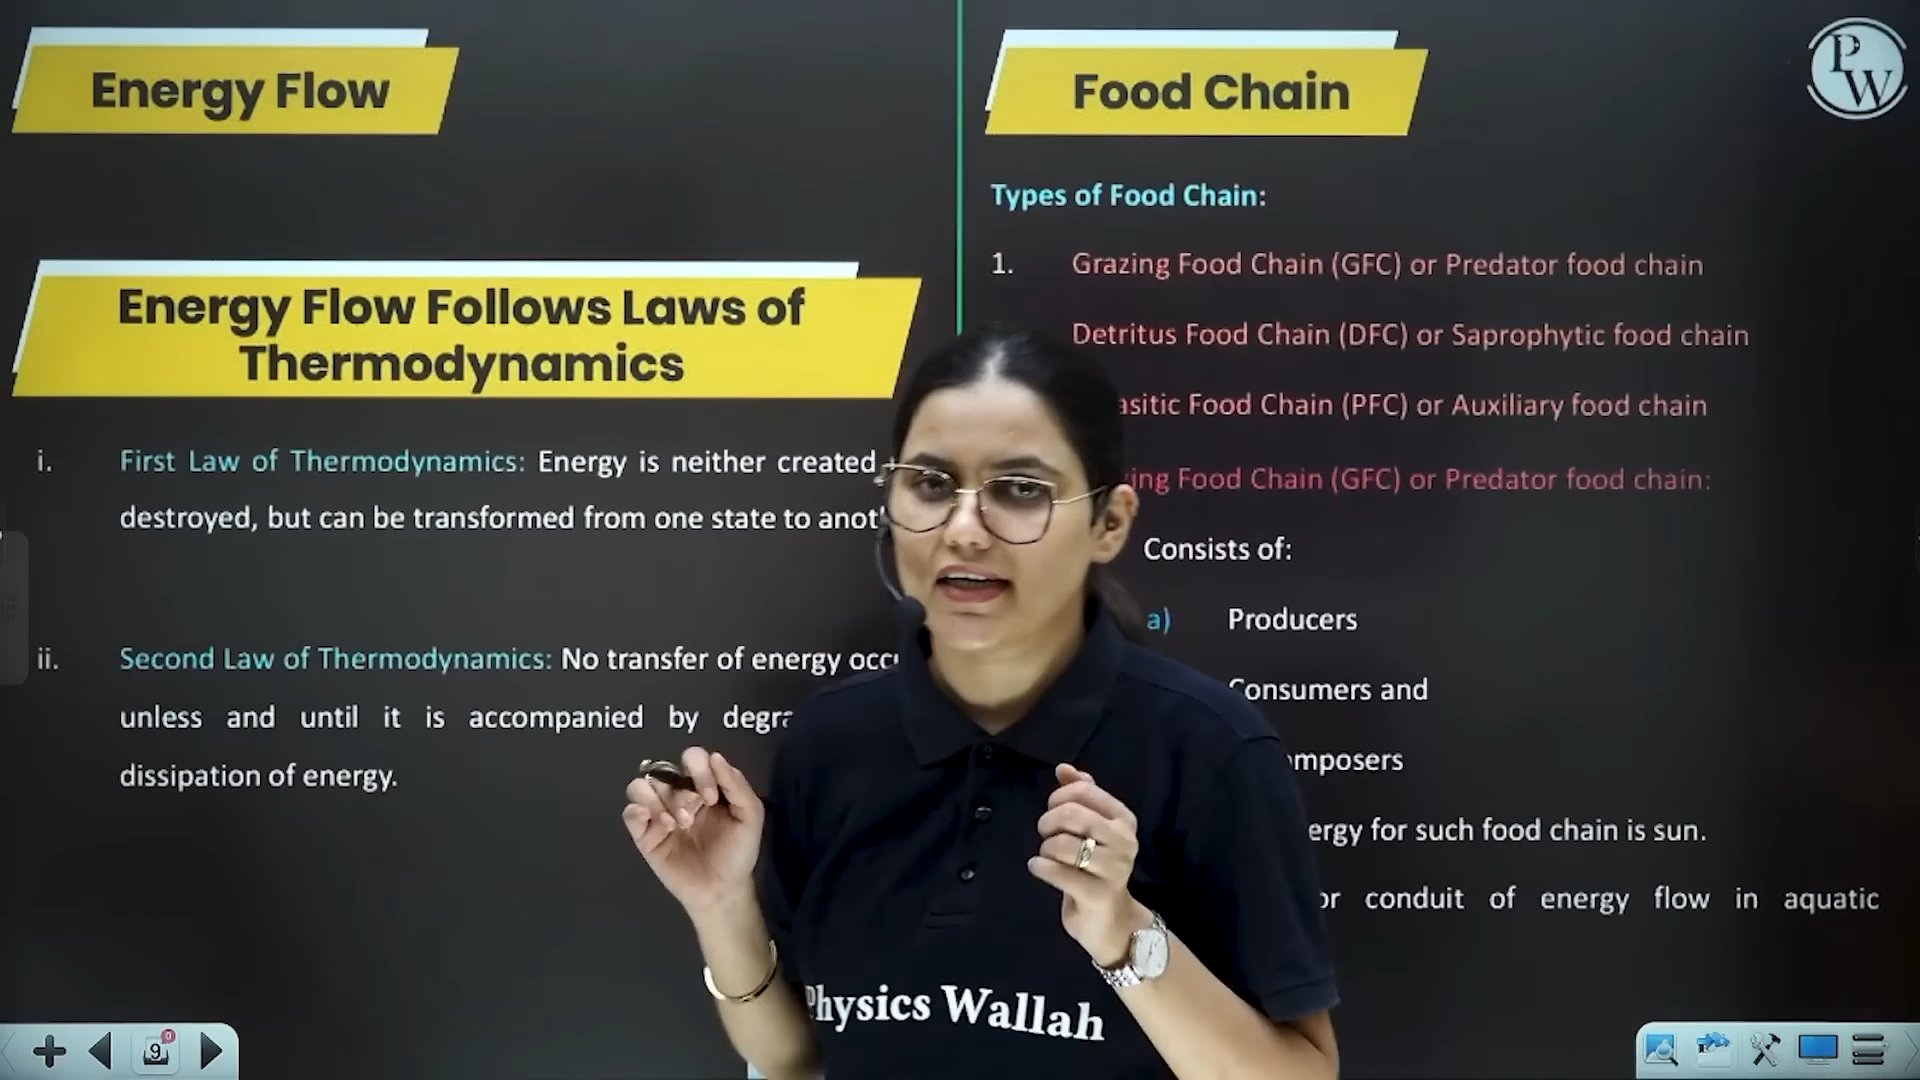 Energy Flow
Energy Flow Follows Laws of
Thermodynamics
i. First Law of Thermodynamics: Energy is neither created
destroyed, but can be transformed from one state to
ii. Second Law of Thermodynamics: No transfer of energy
unless and until it is accompanied by
dissipation of energy.
Food Chain
Types of Food Chain:
1. Grazing Food Chain (GFC) or Predator food chain
Detritus Food Chain (DFC) or Saprophytic food chain
Food Chain (PFC) or Auxiliary food chain
Food Chain (GFC) or Predator food chain:
Consists of:
a) Producers
Consumers and
for such food chain is sun.
conduit of energy flow in aquatic
PW
Physics Wallah
9